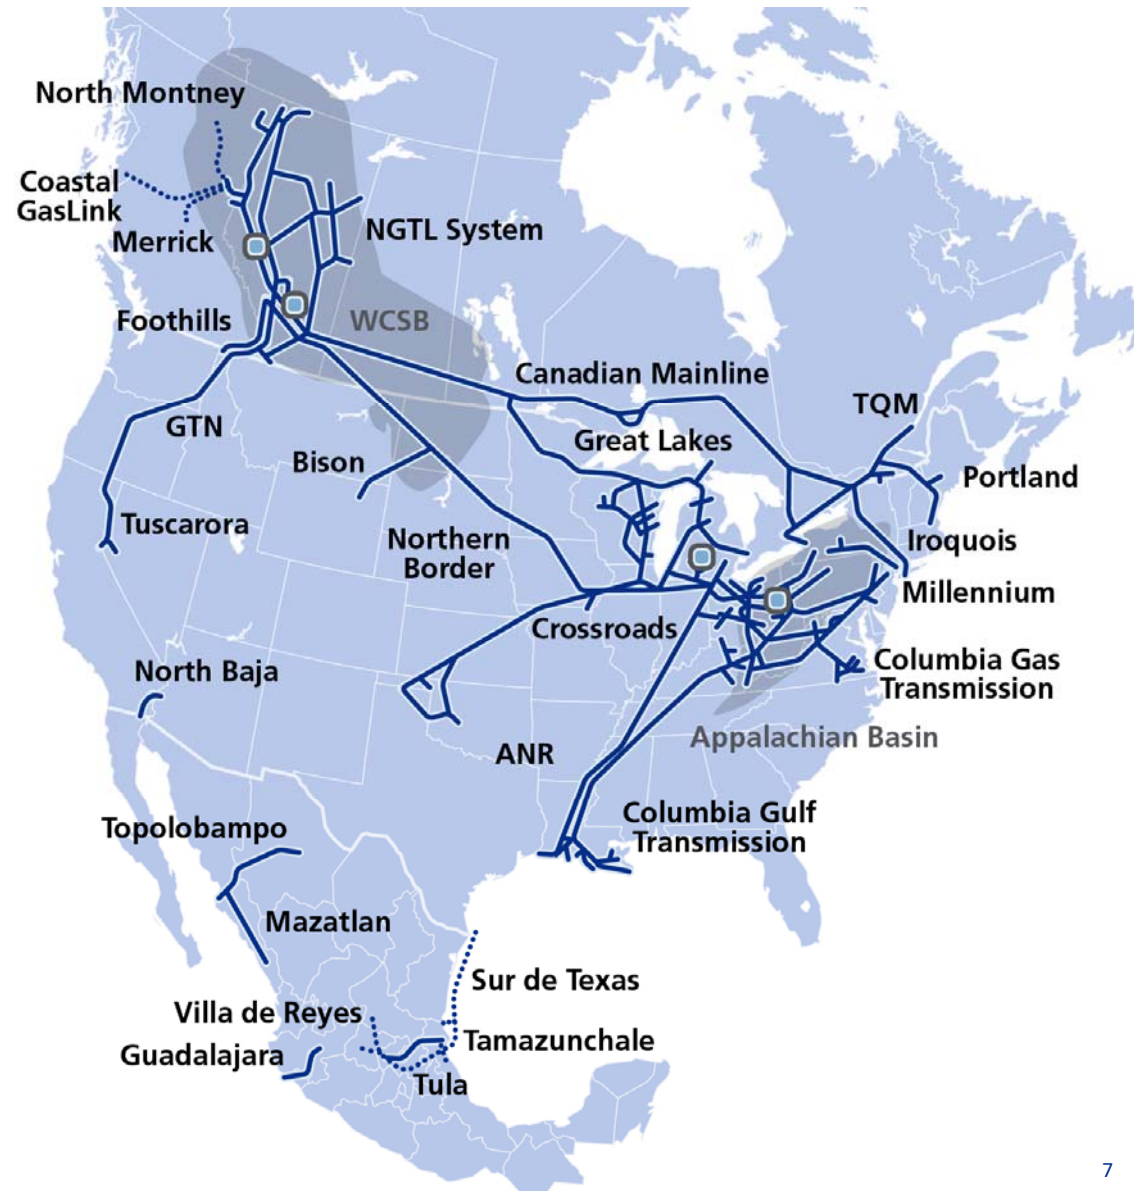 North Montney
Coastal
GasLink
Merrick
NGTL System
Foothills
WCSB
Canadian Mainline
TQM
GTN
Great Lakes
Bison
Portland
Tuscarora
Northern
Border
Iroquois
Millennium
Crossroads
North Baja
Columbia Gas
Transmission
ANR
Appalachian Basin
Columbia Gulf
Transmission
Topolobampo
Mazatlan
Sur de Texas
Villa de Reyes
Tamazunchale
Guadalajara
Tula
7